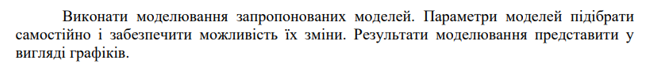 Виконати моделювання запропонованих моделей. Параметри моделей підібрати
самостійно і забезпечити можливість їх зміни. Результати моделювання представити у
вигляді графіків.